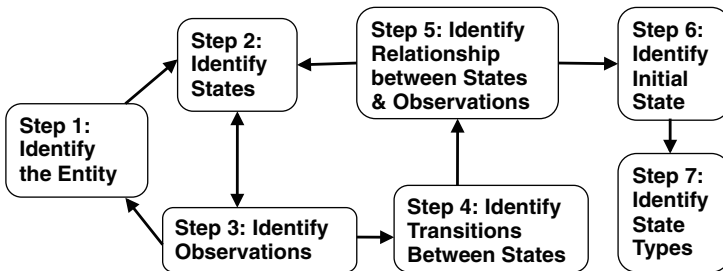 Step 1:
Identify
the Entity
Step 2:
Identify
States
Step 3: Identify
Observations
Step 4: Identify
Transitions
Between States
Step 5: Identify
Relationship
between States
& Observations
Step 6:
Identify
Initial
State
Step 7:
Identify
State
Types